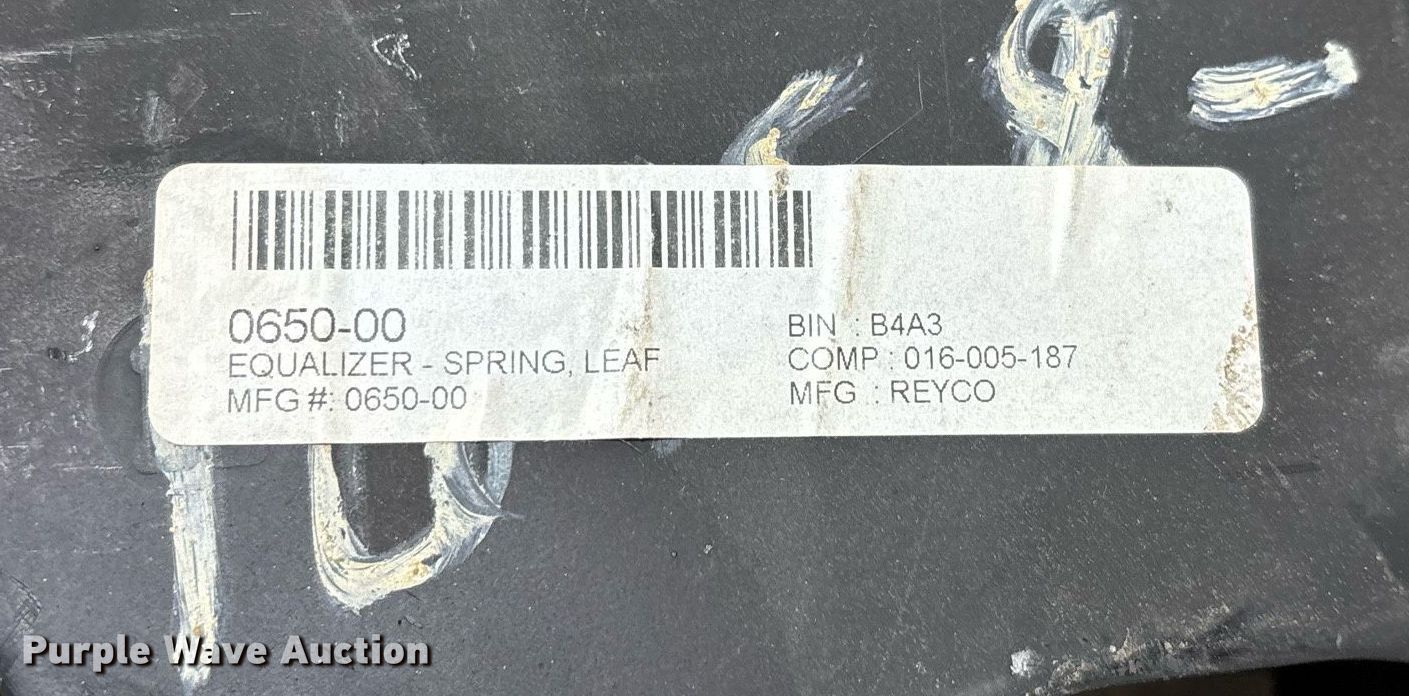 0650-00
EQUALIZER - SPRING, LEAF
MFG #: 0650-00
BIN : B4A3
COMP : 016-005-187
MFG : REYCO
Purple Wave Auction